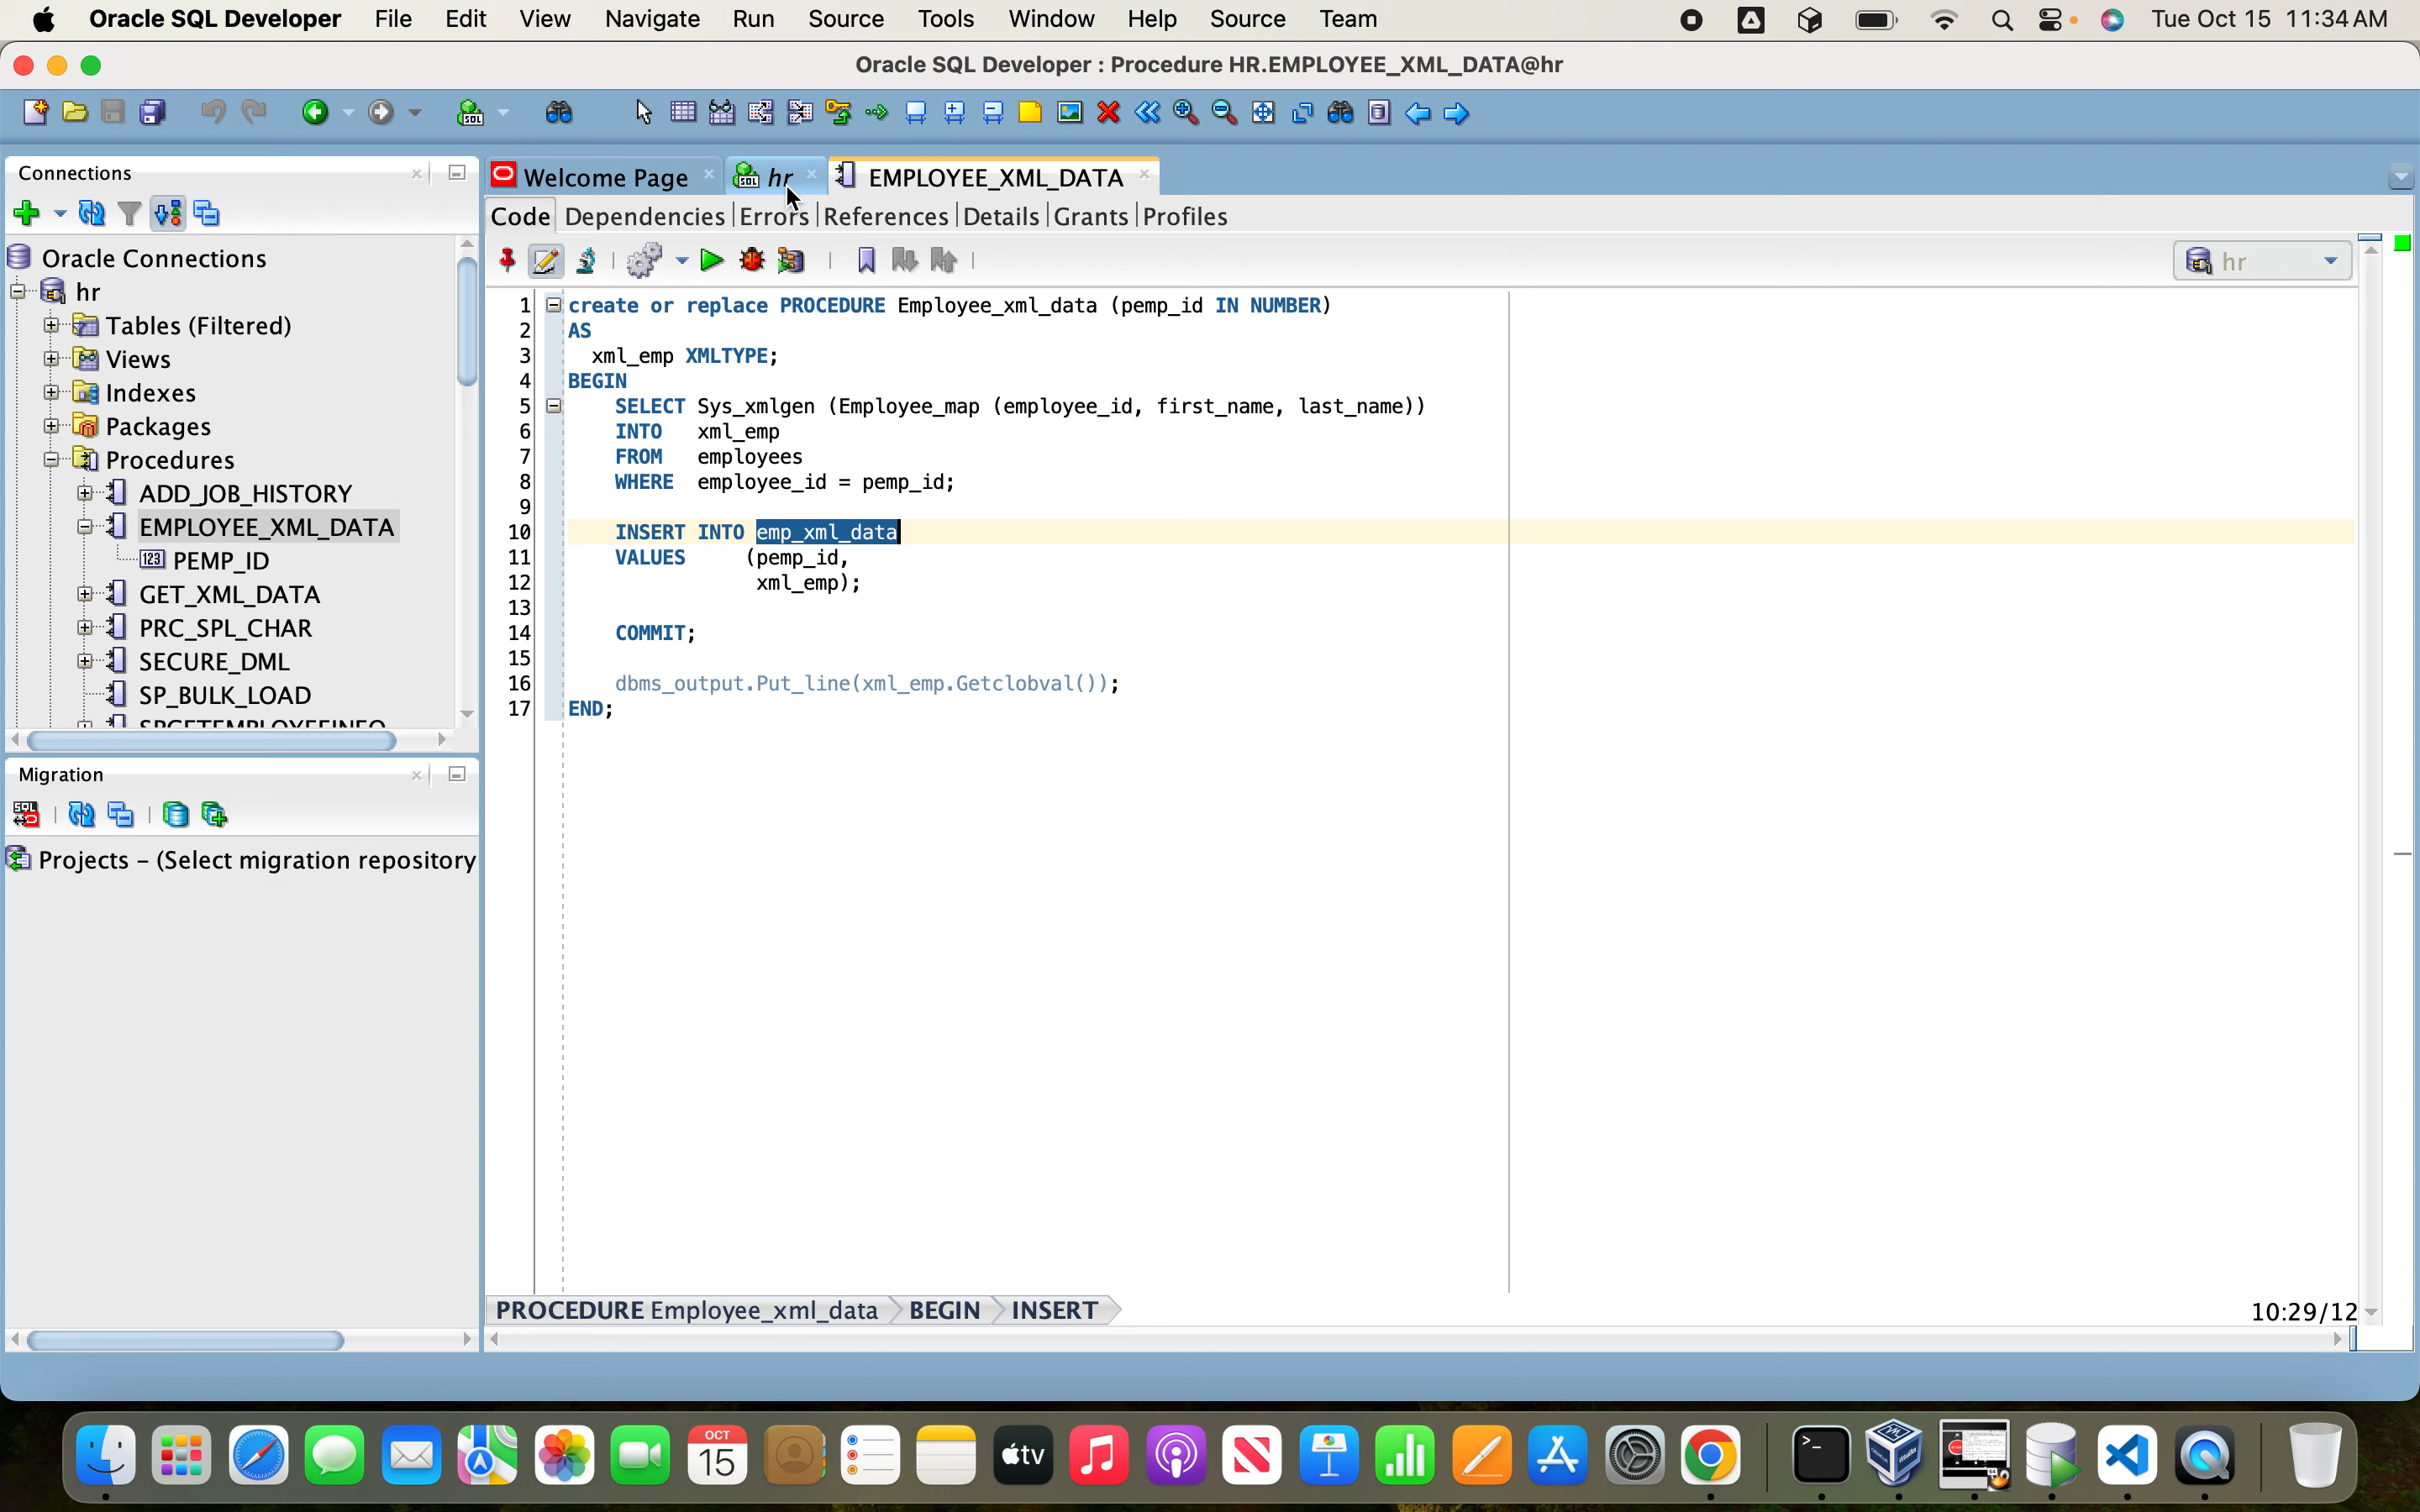 Oracle SQL Developer File Edit View Navigate Run Source Tools Window Help Source Team Tue Oct 15 11:34 AM
Oracle SQL Developer : Procedure HR.EMPLOYEE_XML_DATA@hr
SQL
Connections
Welcome Page hr EMPLOYEE_XML_DATA
Code Dependencies Errors References Details Grants Profiles
hr
Oracle Connections
hr
Tables (Filtered)
Views
Indexes
Packages
Procedures
ADD_JOB_HISTORY
EMPLOYEE_XML_DATA
123 PEMP_ID
GET_XML_DATA
PRC_SPL_CHAR
SECURE_DML
SP_BULK_LOAD
SPGETEMPLOYEEINFO
1 create or replace PROCEDURE Employee_xml_data (pemp_id IN NUMBER)
2 AS
3 xml_emp XMLTYPE;
4 BEGIN
5 SELECT Sys_xmlgen (Employee_map (employee_id, first_name, last_name))
6 INTO xml_emp
7 FROM employees
8 WHERE employee_id = pemp_id;
9
10 INSERT INTO emp_xml_data
11 VALUES (pemp_id,
12 xml_emp);
13
14 COMMIT;
15
16 dbms_output.Put_line(xml_emp.Getclobval());
17 END;
Migration
SQL
Projects – (Select migration repository
PROCEDURE Employee_xml_data BEGIN INSERT
10:29/12
OCT
15
tv